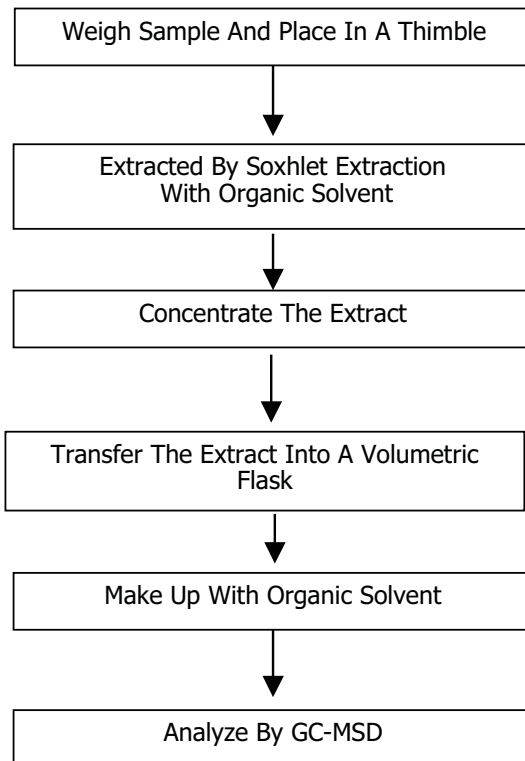 Weigh Sample And Place In A Thimble
Extracted By Soxhlet Extraction
With Organic Solvent
Concentrate The Extract
Transfer The Extract Into A Volumetric
Flask
Make Up With Organic Solvent
Analyze By GC-MSD